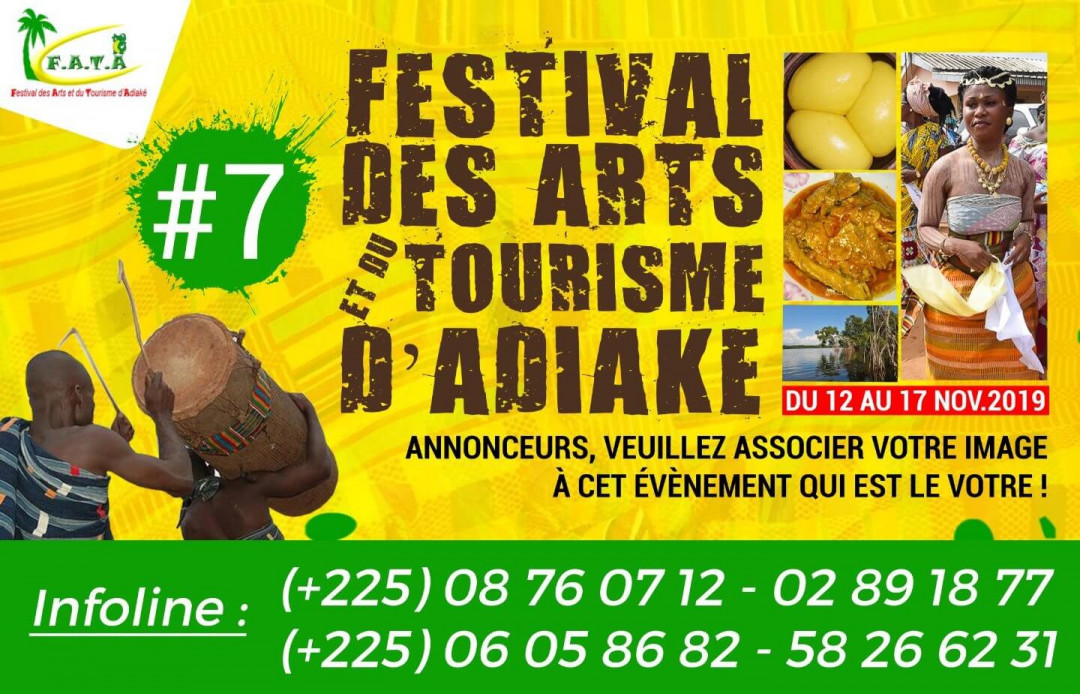 F.A.T.A
Festival des Arts et du Tourisme d'Adiaké
#7
FESTIVAL
DES ARTS
ET DU
TOURISME
D'ADIAKE
DU 12 AU 17 NOV.2019
ANNONCEURS, VEUILLEZ ASSOCIER VOTRE IMAGE
À CET ÉVÈNEMENT QUI EST LE VOTRE !
Infoline :
(+225) 08 76 07 12 - 02 89 18 77
(+225) 06 05 86 82 - 58 26 62 31